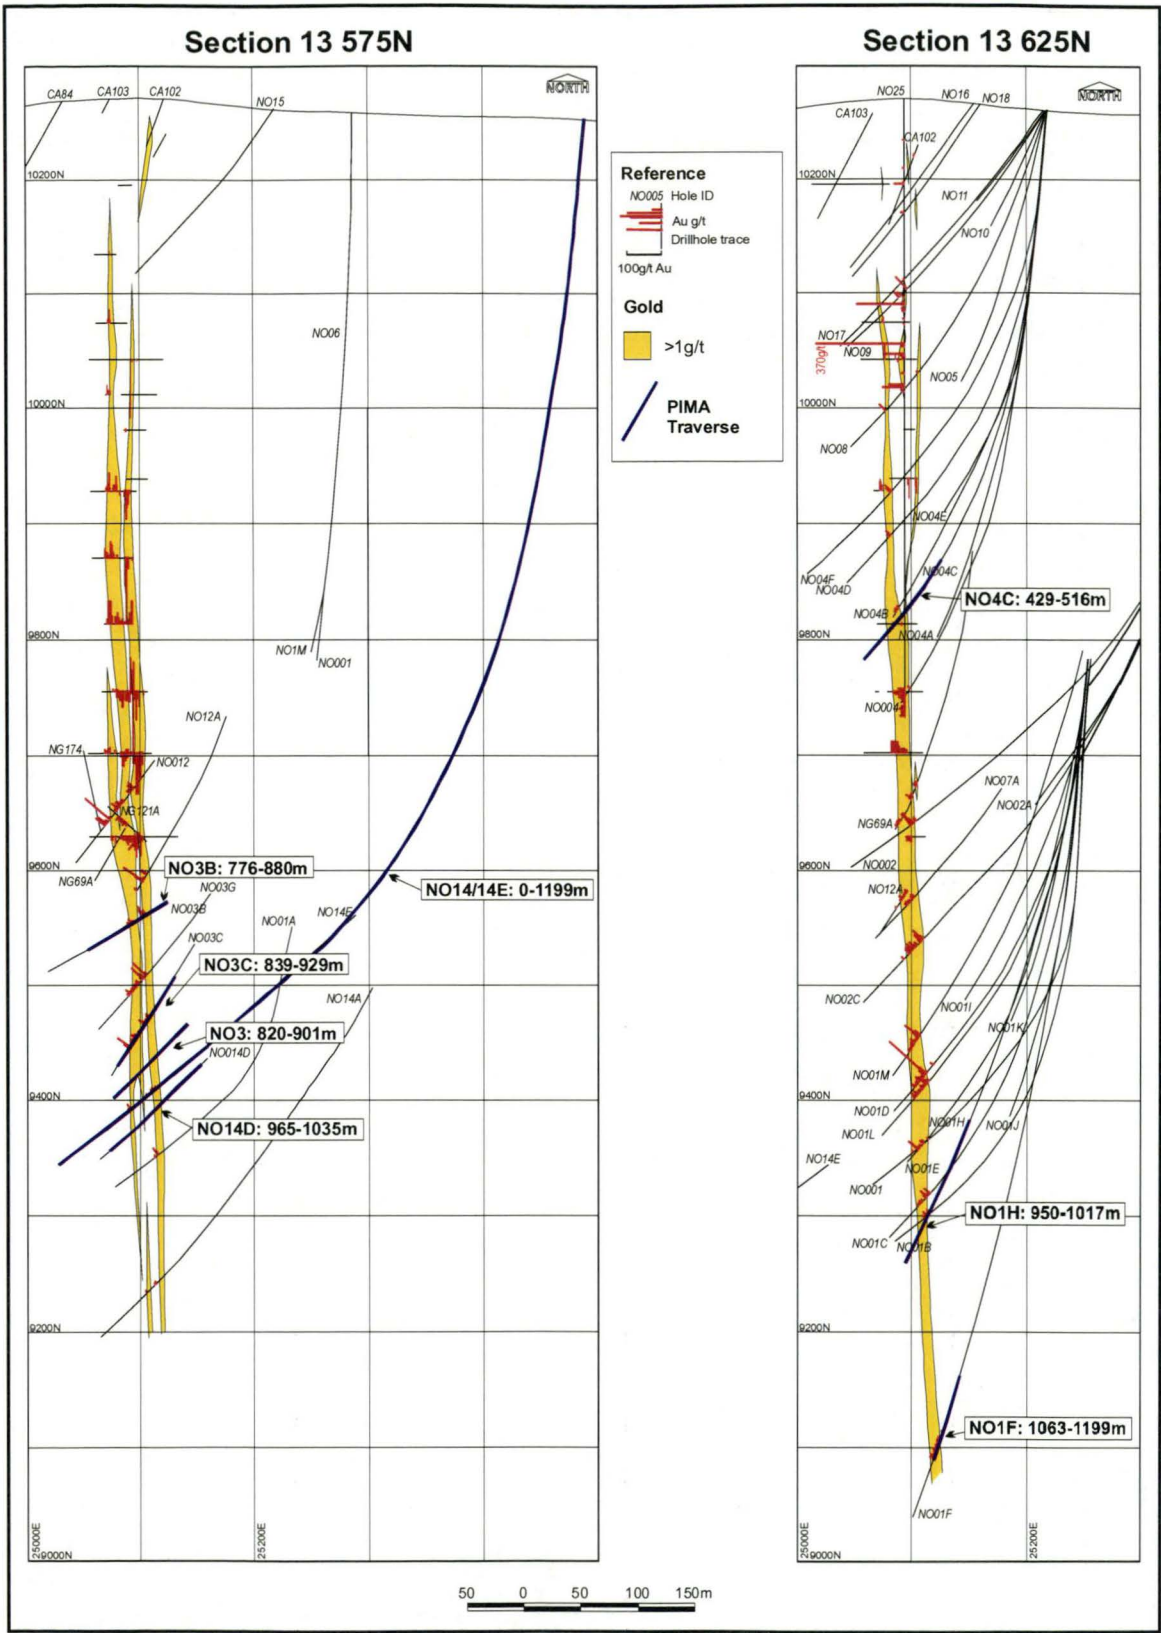 Section 13 575N
NORTH
CA84
CA103
CA102
NO15
10200N
NO06
10000N
9800N
NO1M
NO001
NO12A
NG174
NO012
NG121A
9600N
NG69A
NO3B: 776-880m
NO03G
NO03B
NO14/14E: 0-1199m
NO14E
NO01A
NO03C
NO3C: 839-929m
NO14A
NO3: 820-901m
NO014D
9400N
NO14D: 965-1035m
9200N
25000E
25200E
Reference
NO005 Hole ID
Au g/t
Drillhole trace
100g/t Au
Gold
>1g/t
PIMA
Traverse
Section 13 625N
NORTH
NO25
NO16
NO18
CA103
CA102
10200N
NO11
NO10
NO17
NO09
370g/t
NO05
10000N
NO08
NO04E
NO04F
NO04D
NO04C
NO4C: 429-516m
NO04B
NO04A
9800N
NO004
NO07A
NO02A
NG69A
9600N
NO002
NO12A
NO02C
NO01I
NO01K
NO01M
9400N
NO01D
NO01L
NO01H
NO01J
NO14E
NO01E
NO001
NO1H: 950-1017m
NO01C
NO01B
9200N
NO1F: 1063-1199m
NO01F
25000E
9000N
25200E
50 0 50 100 150m